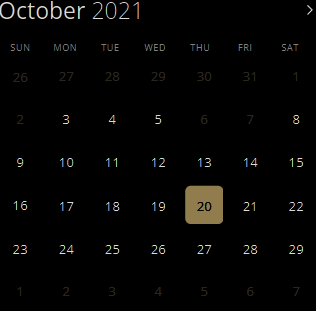 October 2021
SUN MON TUE WED THU FRI SAT
26 27 28 29 30 31 1
2 3 4 5 6 7 8
9 10 11 12 13 14 15
16 17 18 19 20 21 22
23 24 25 26 27 28 29
1 2 3 4 5 6 7